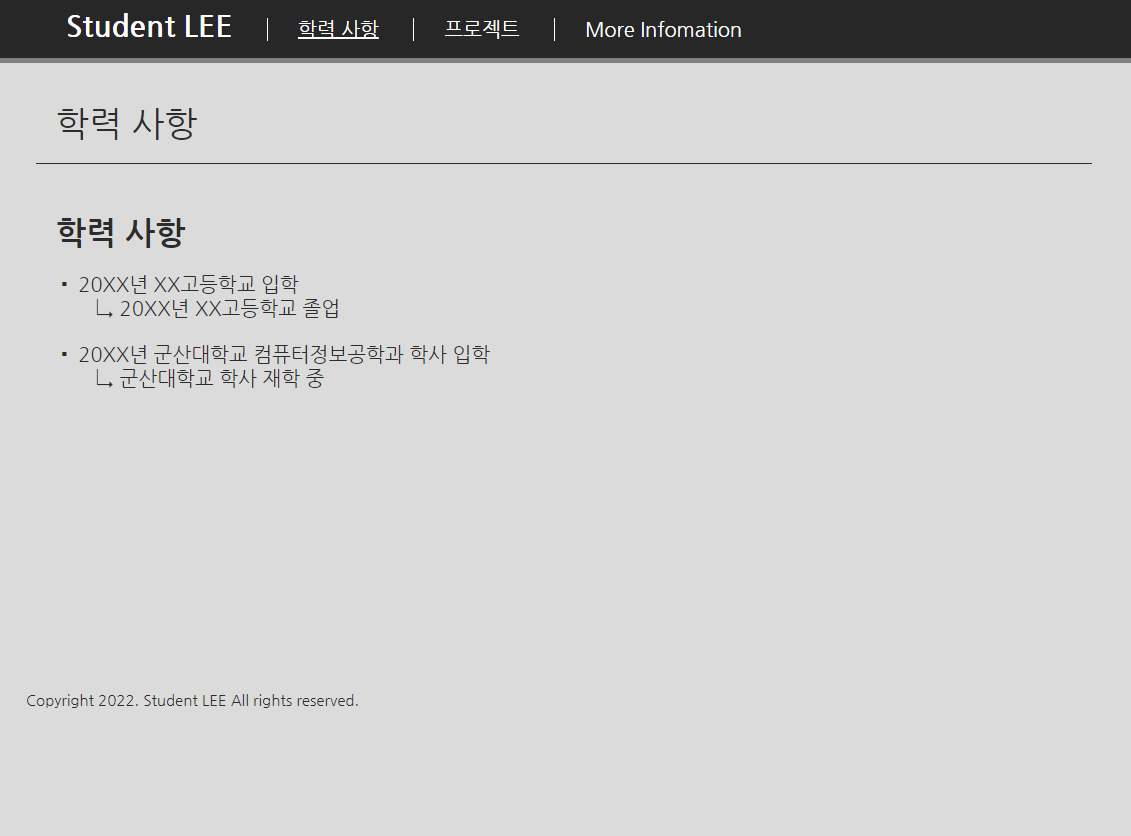 Student LEE | 학력 사항 | 프로젝트 | More Infomation
학력 사항
학력 사항
▪ 20XX년 XX고등학교 입학
↳ 20XX년 XX고등학교 졸업
▪ 20XX년 군산대학교 컴퓨터정보공학과 학사 입학
↳ 군산대학교 학사 재학 중
Copyright 2022. Student LEE All rights reserved.